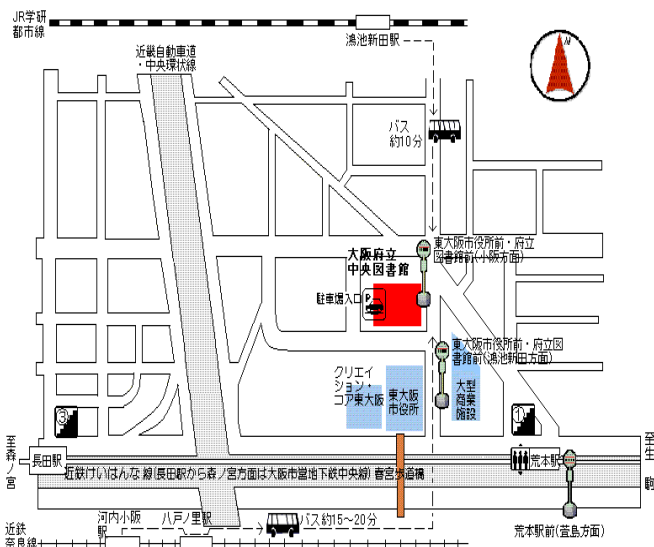 JR学研
都市線
鴻池新田駅
近畿自動車道
・中央環状線
N
バス
約10分
大阪府立
中央図書館
東大阪市役所前・府立
図書館前(小阪方面)
駐車場入口
P
東大阪市役所前・府立図
書館前(鴻池新田方面)
クリエイ
ション・
コア東大阪
東大阪
市役所
大型
商業
施設
③
①
至森ノ宮
長田駅
荒本駅
至生駒
近鉄けいはんな線(長田駅から森ノ宮方面は大阪市営地下鉄中央線)
春宮歩道橋
近鉄
奈良線
河内小阪
駅
八戸ノ里駅
バス約15~20分
荒本駅前(萱島方面)